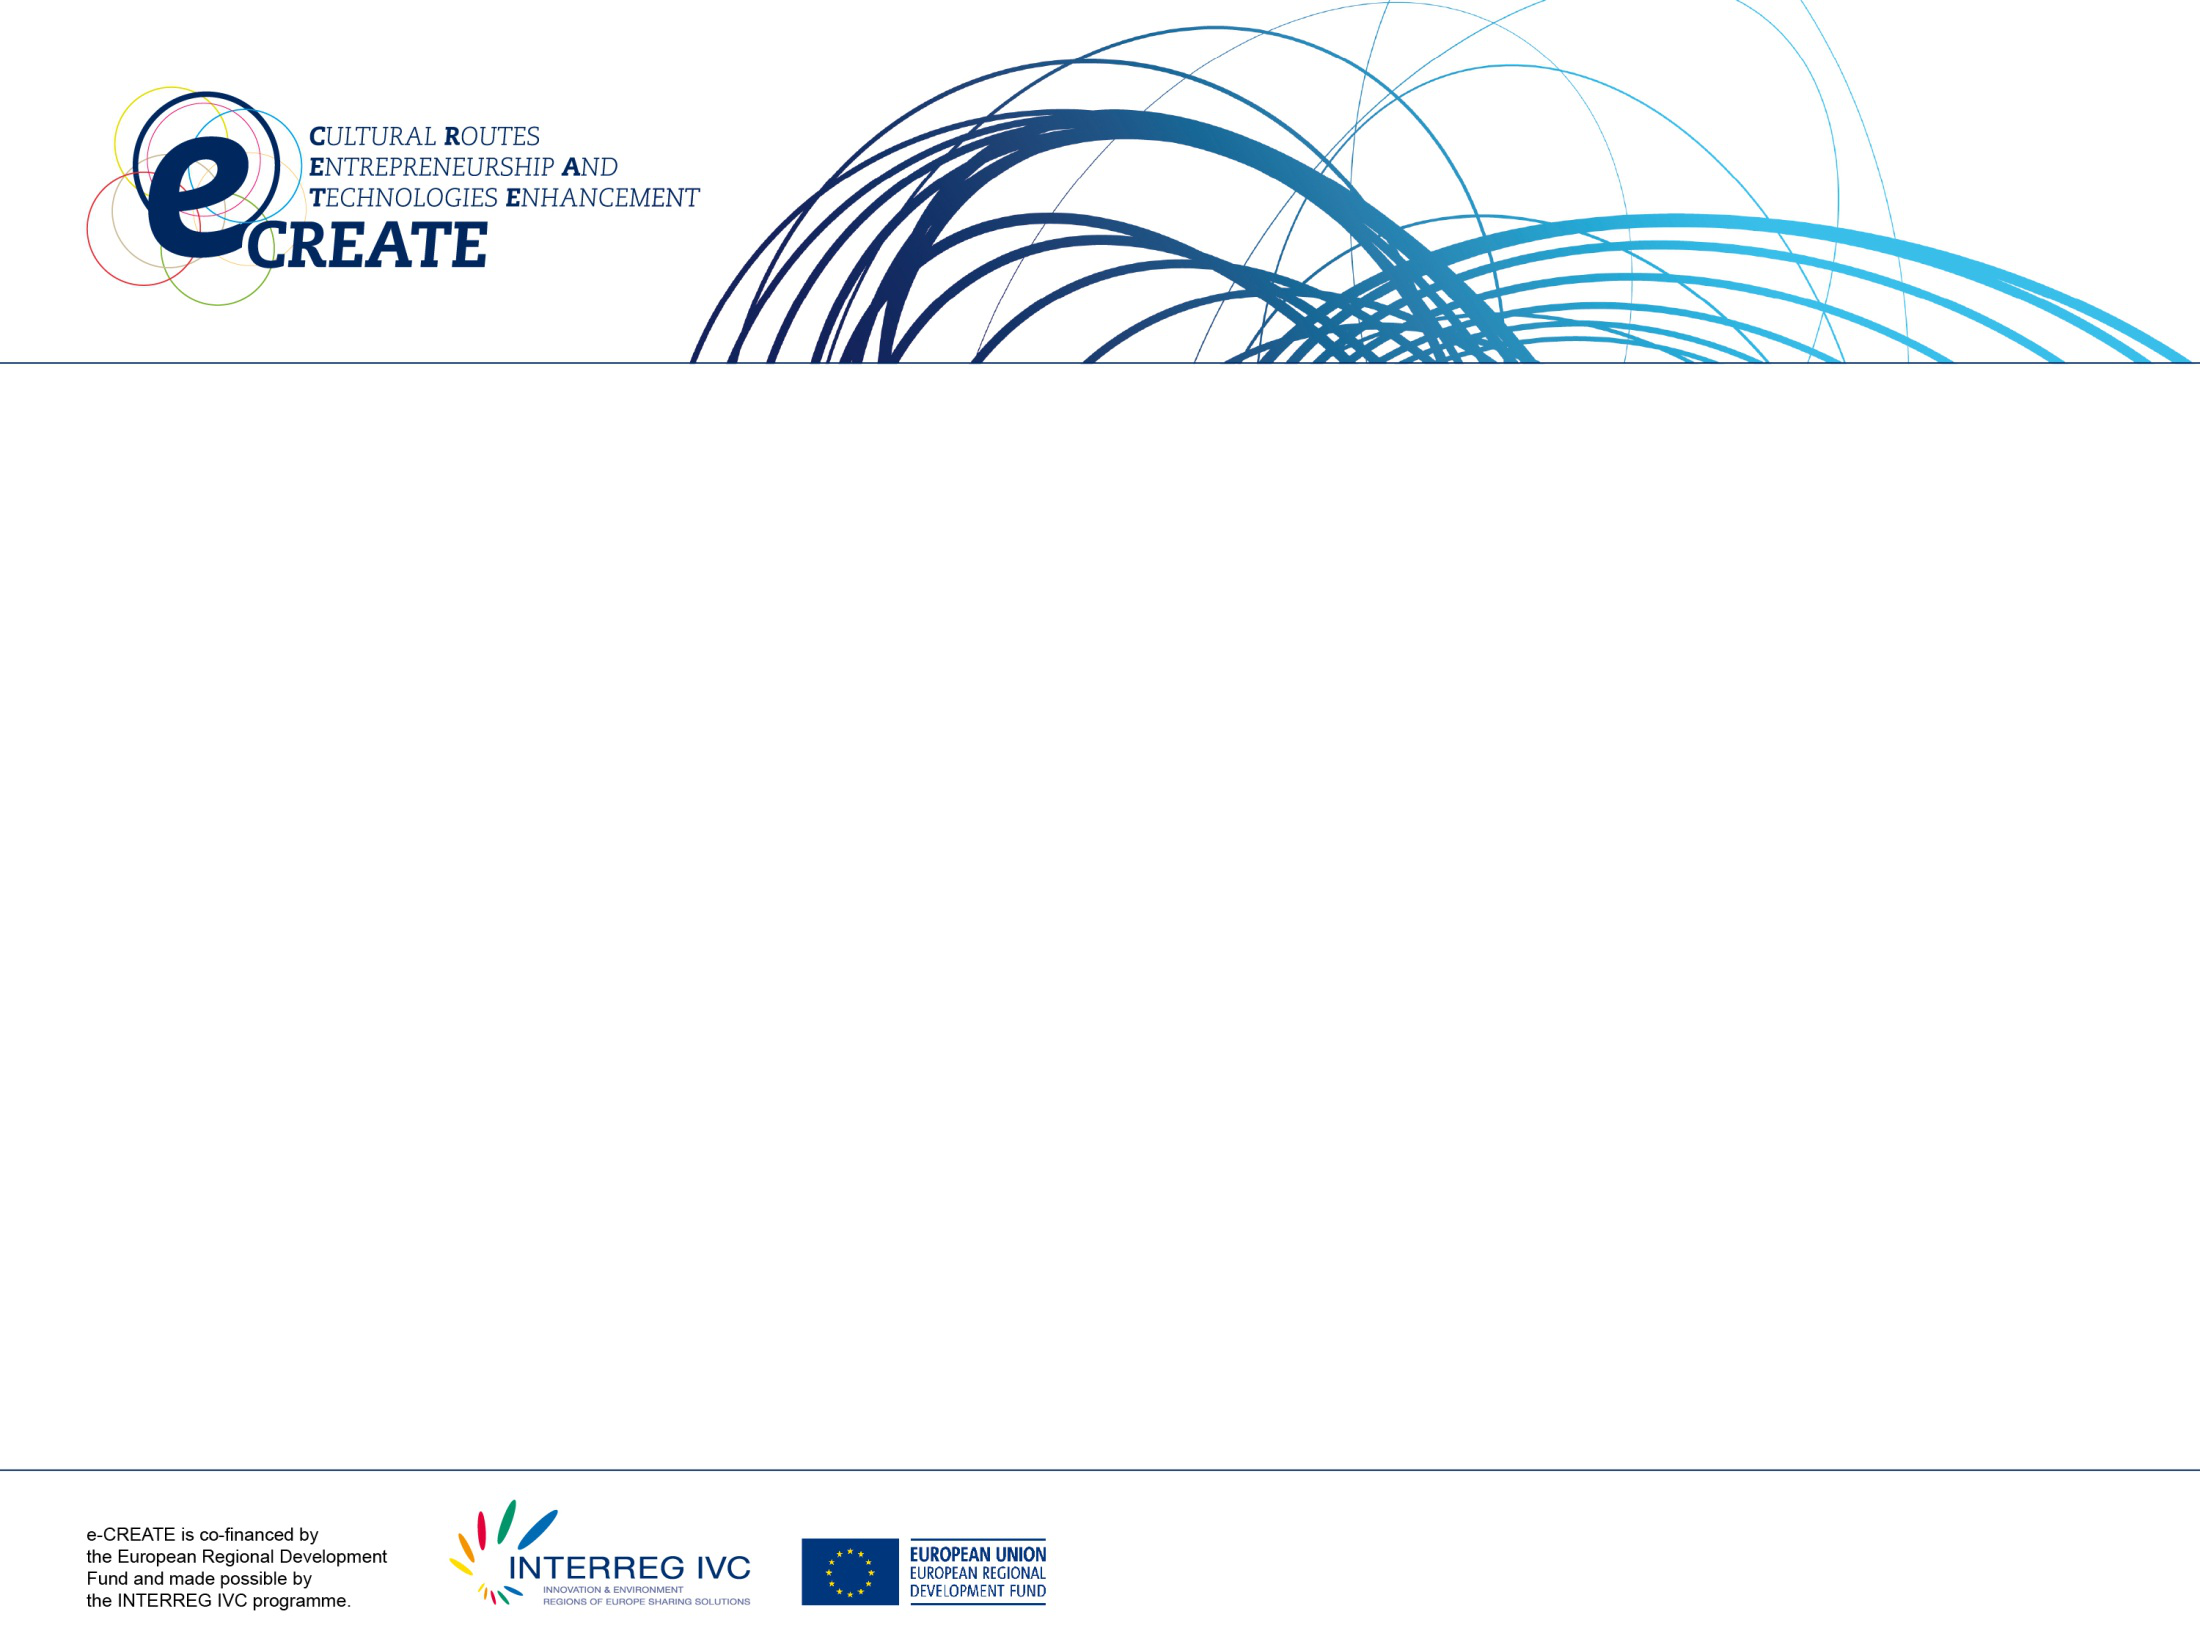 CULTURAL ROUTES
ENTREPRENEURSHIP AND
TECHNOLOGIES ENHANCEMENT
eCREATE
e-CREATE is co-financed by
the European Regional Development
Fund and made possible by
the INTERREG IVC programme.
INTERREG IVC
INNOVATION & ENVIRONMENT
REGIONS OF EUROPE SHARING SOLUTIONS
EUROPEAN UNION
EUROPEAN REGIONAL
DEVELOPMENT FUND